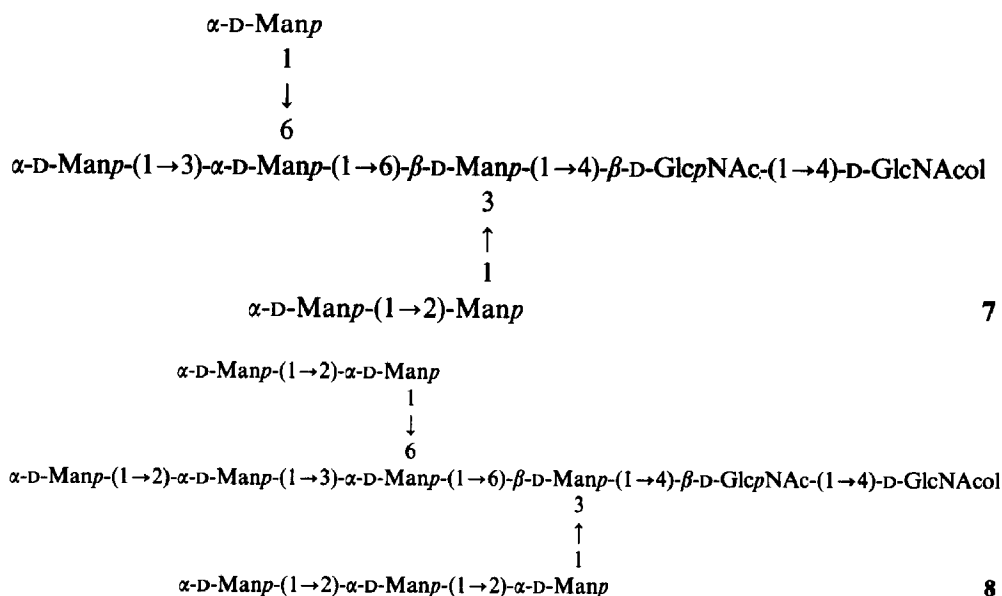 α-D-Manp
1
↓
6
α-D-Manp-(1→3)-α-D-Manp-(1→6)-β-D-Manp-(1→4)-β-D-GlcpNAc-(1→4)-D-GlcNAcol
3
↑
1
α-D-Manp-(1→2)-Manp 7
α-D-Manp-(1→2)-α-D-Manp
1
↓
6
α-D-Manp-(1→2)-α-D-Manp-(1→3)-α-D-Manp-(1→6)-β-D-Manp-(1→4)-β-D-GlcpNAc-(1→4)-D-GlcNAcol
3
↑
1
α-D-Manp-(1→2)-α-D-Manp-(1→2)-α-D-Manp 8